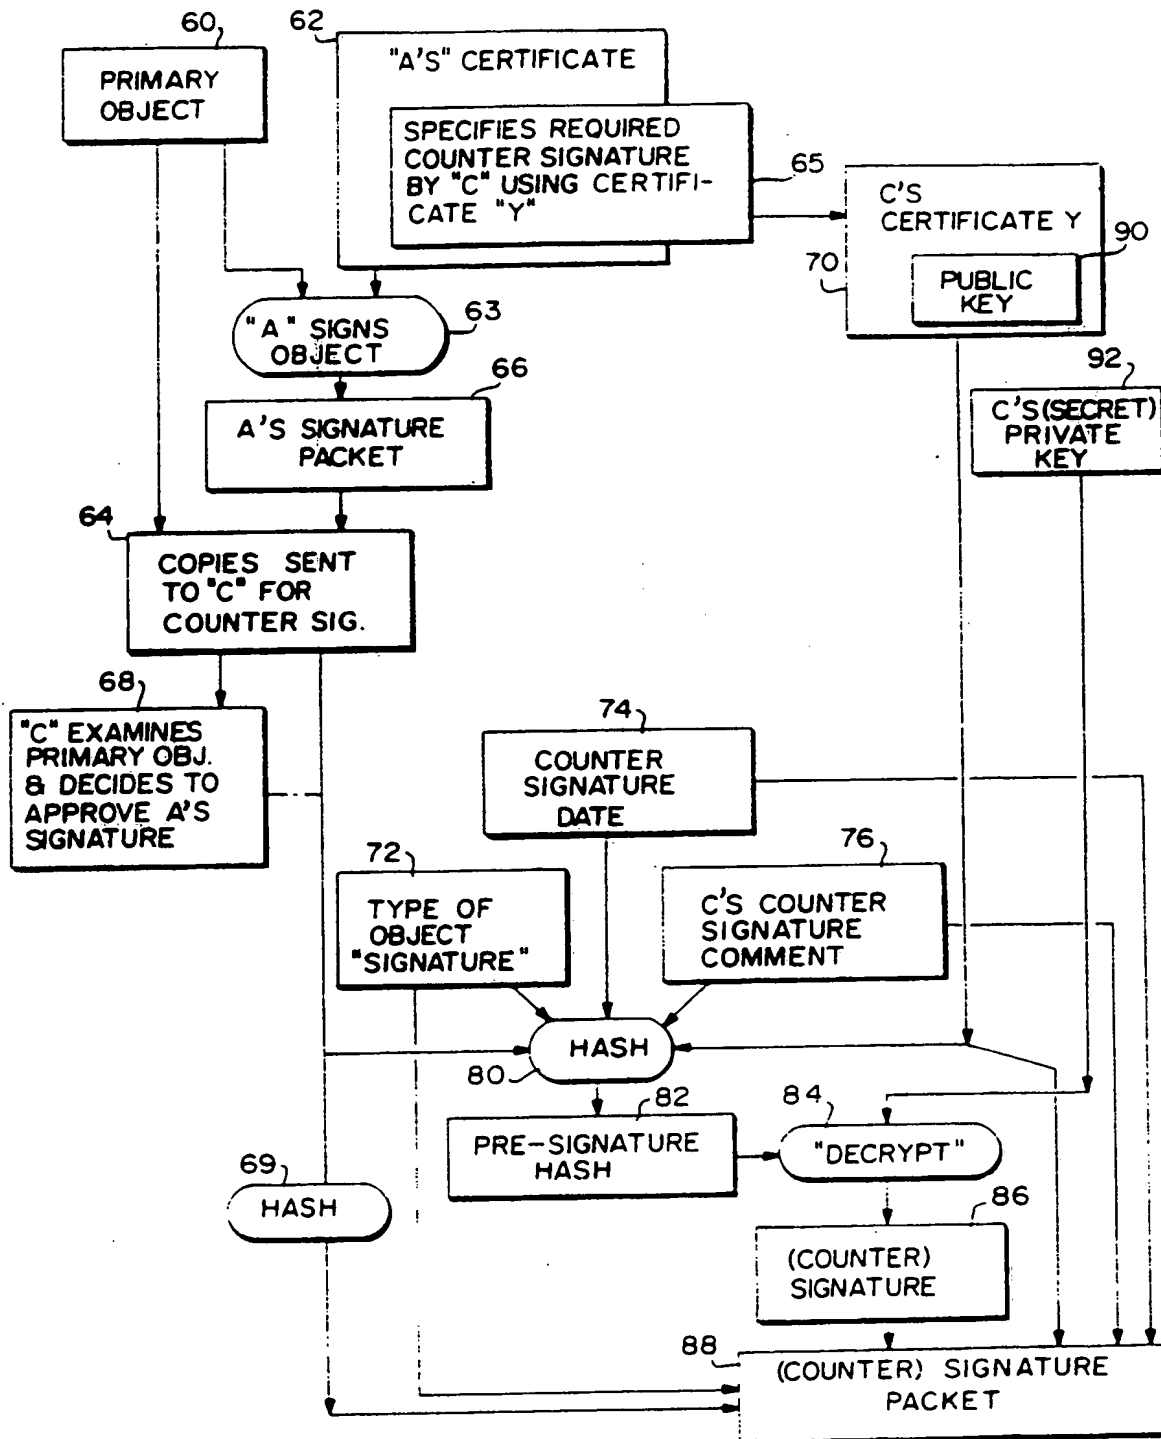 60
PRIMARY
OBJECT
62
"A'S" CERTIFICATE
SPECIFIES REQUIRED
COUNTER SIGNATURE
BY "C" USING CERTIFI-
CATE "Y"
65
C'S
CERTIFICATE Y
90
70
PUBLIC
KEY
"A" SIGNS
OBJECT
63
66
A'S SIGNATURE
PACKET
92
C'S (SECRET)
PRIVATE
KEY
64
COPIES SENT
TO "C" FOR
COUNTER SIG.
68
"C" EXAMINES
PRIMARY OBJ.
& DECIDES TO
APPROVE A'S
SIGNATURE
74
COUNTER
SIGNATURE
DATE
72
TYPE OF
OBJECT
"SIGNATURE"
76
C'S COUNTER
SIGNATURE
COMMENT
HASH
80
82
PRE-SIGNATURE
HASH
84
"DECRYPT"
69
HASH
86
(COUNTER)
SIGNATURE
88
(COUNTER) SIGNATURE
PACKET